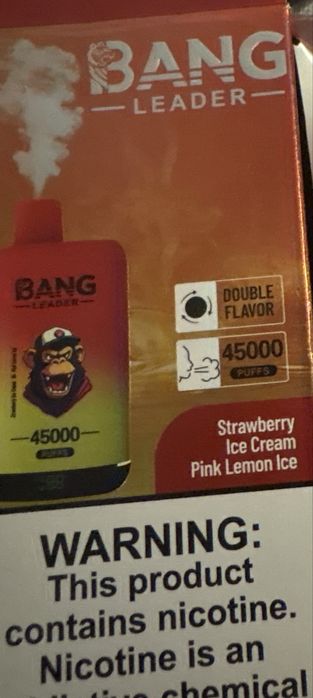 BANG
LEADER
BANG
LEADER
DOUBLE
FLAVOR
45000
PUFFS
45000
PUFFS
Strawberry
Ice Cream
Pink Lemon Ice
WARNING:
This product
contains nicotine.
Nicotine is an
chemical